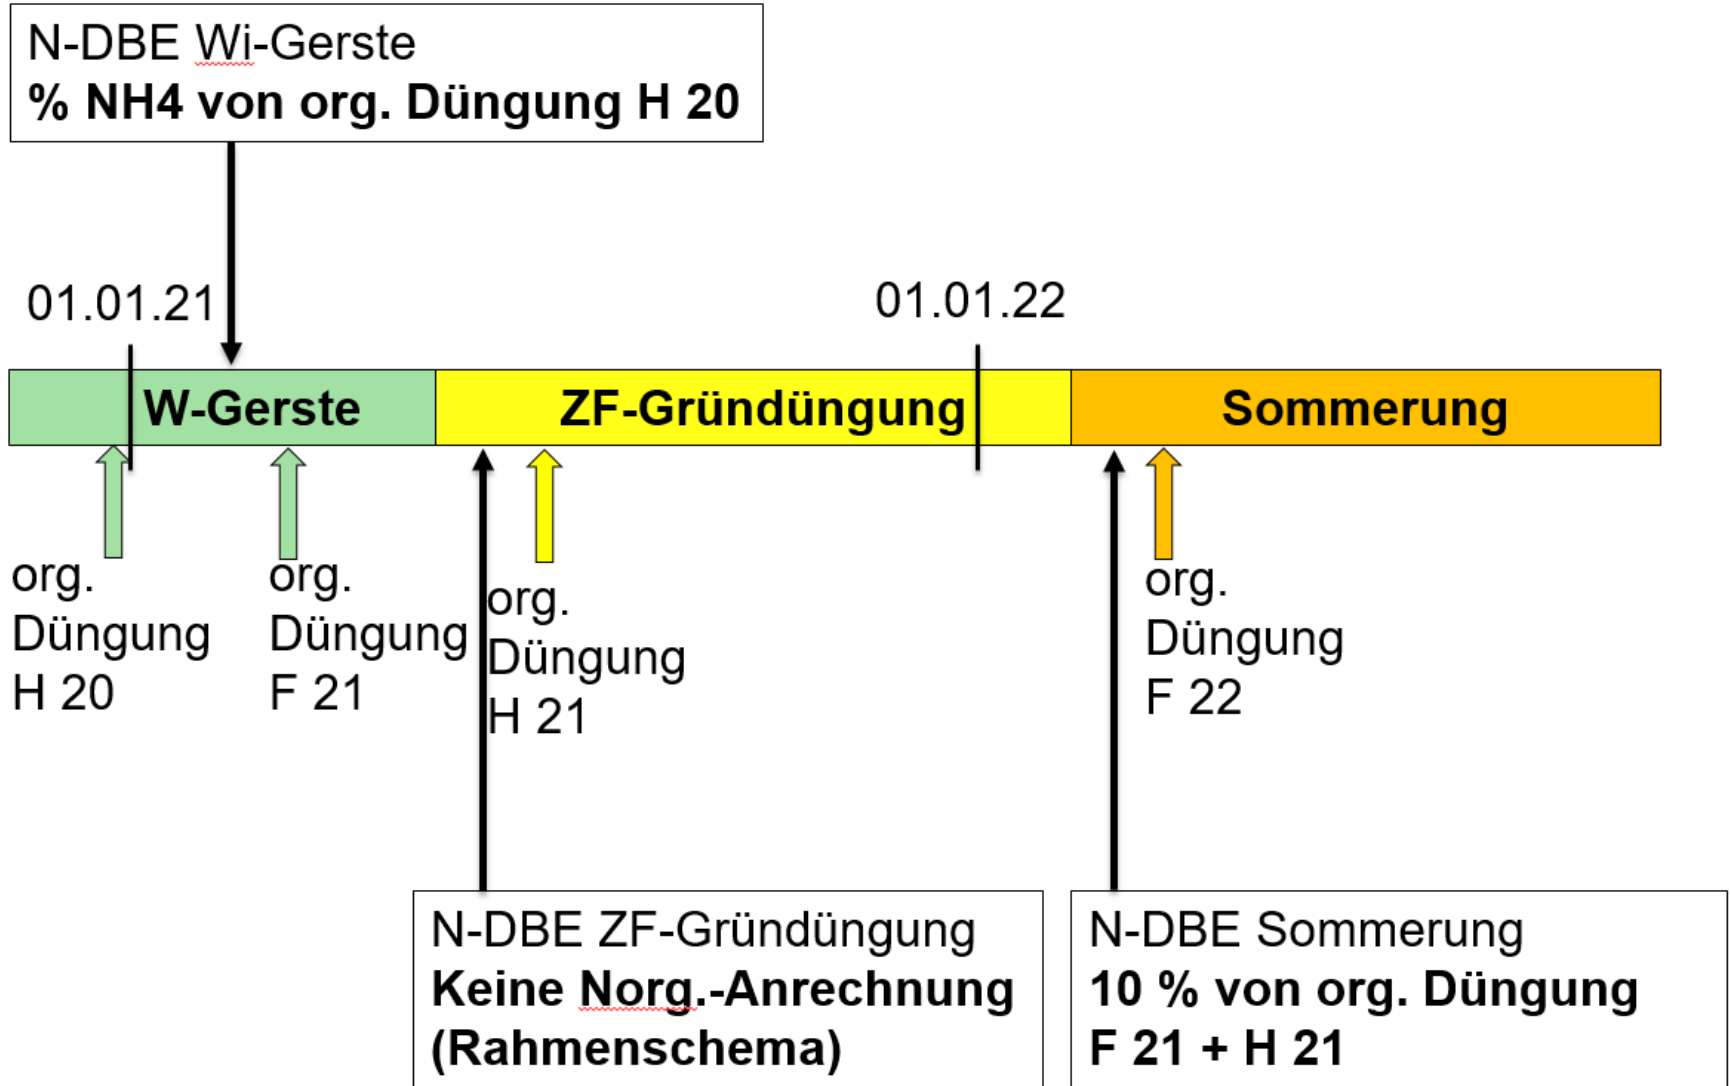 N-DBE Wi-Gerste
% NH4 von org. Düngung H 20
01.01.21
01.01.22
W-Gerste
ZF-Gründüngung
Sommerung
org.
Düngung
H 20
org.
Düngung
F 21
org.
Düngung
H 21
org.
Düngung
F 22
N-DBE ZF-Gründüngung
Keine Norg.-Anrechnung
(Rahmenschema)
N-DBE Sommerung
10 % von org. Düngung
F 21 + H 21